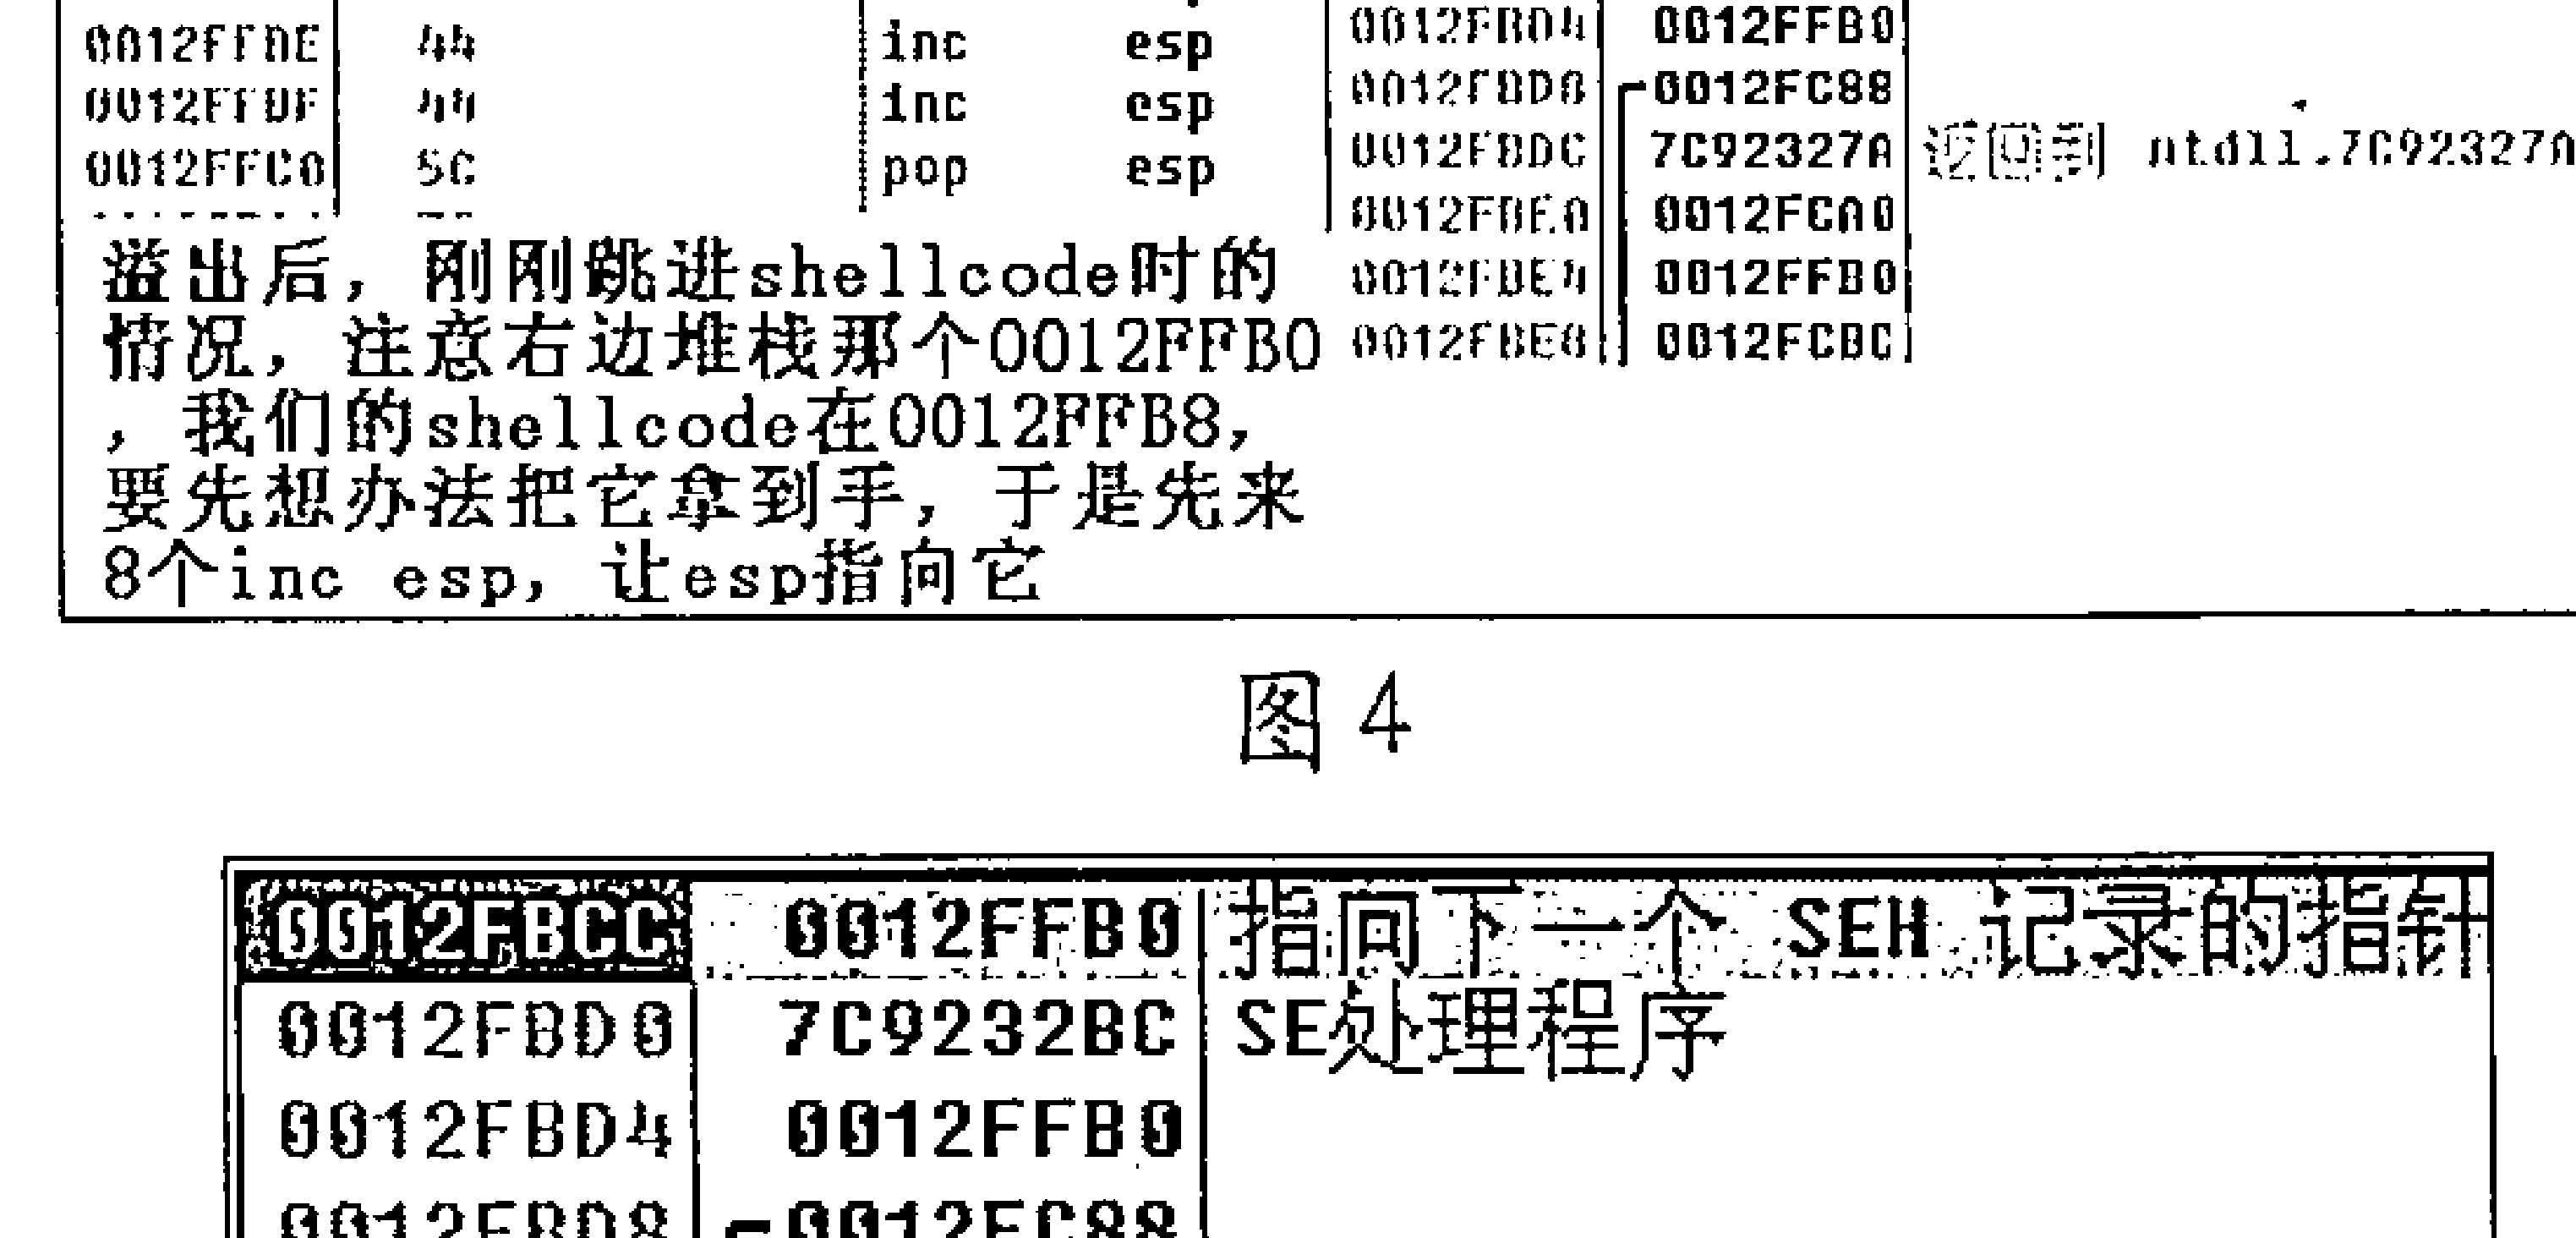 0012FFBE 44 inc esp
0012FFBF 44 inc esp
0012FFC0 5C pop esp
0012FBD4 0012FFB0
0012FBD8 0012FC88
0012FBDC 7C92327A 返回到 ntdll.7C92327A
0012FBE0 0012FCA0
0012FBE4 0012FFB0
0012FBE8 0012FCBC
溢出后，刚刚跳进shellcode时的
情况，注意右边堆栈那个0012FFB0
，我们的shellcode在0012FFB8，
要先想办法把它拿到手，于是先来
8个inc esp，让esp指向它
图 4
0012FBCC 0012FFB0 指向下一个 SEH 记录的指针
0012FBD0 7C9232BC SE处理程序
0012FBD4 0012FFB0
0012FBD8 0012FC88